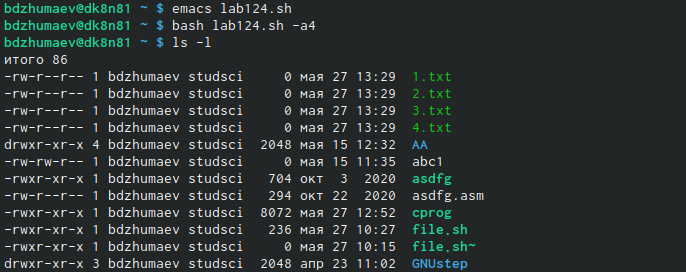 bdzhumaev@dk8n81 ~ $ emacs lab124.sh
bdzhumaev@dk8n81 ~ $ bash lab124.sh -a4
bdzhumaev@dk8n81 ~ $ ls -l
итого 86
-rw-r--r-- 1 bdzhumaev studsci    0 мая 27 13:29  1.txt
-rw-r--r-- 1 bdzhumaev studsci    0 мая 27 13:29  2.txt
-rw-r--r-- 1 bdzhumaev studsci    0 мая 27 13:29  3.txt
-rw-r--r-- 1 bdzhumaev studsci    0 мая 27 13:29  4.txt
drwxr-xr-x 4 bdzhumaev studsci 2048 мая 15 12:32  AA
-rw-rw-r-- 1 bdzhumaev studsci    0 мая 15 11:35  abc1
-rwxr-xr-x 1 bdzhumaev studsci  704 окт  3  2020  asdfg
-rw-r--r-- 1 bdzhumaev studsci  294 окт 22  2020  asdfg.asm
-rwxr-xr-x 1 bdzhumaev studsci 8072 мая 27 12:52  cprog
-rwxr-xr-x 1 bdzhumaev studsci  236 мая 27 10:27  file.sh
-rwxr-xr-x 1 bdzhumaev studsci    0 мая 27 10:15  file.sh~
drwxr-xr-x 3 bdzhumaev studsci 2048 апр 23 11:02  GNUstep